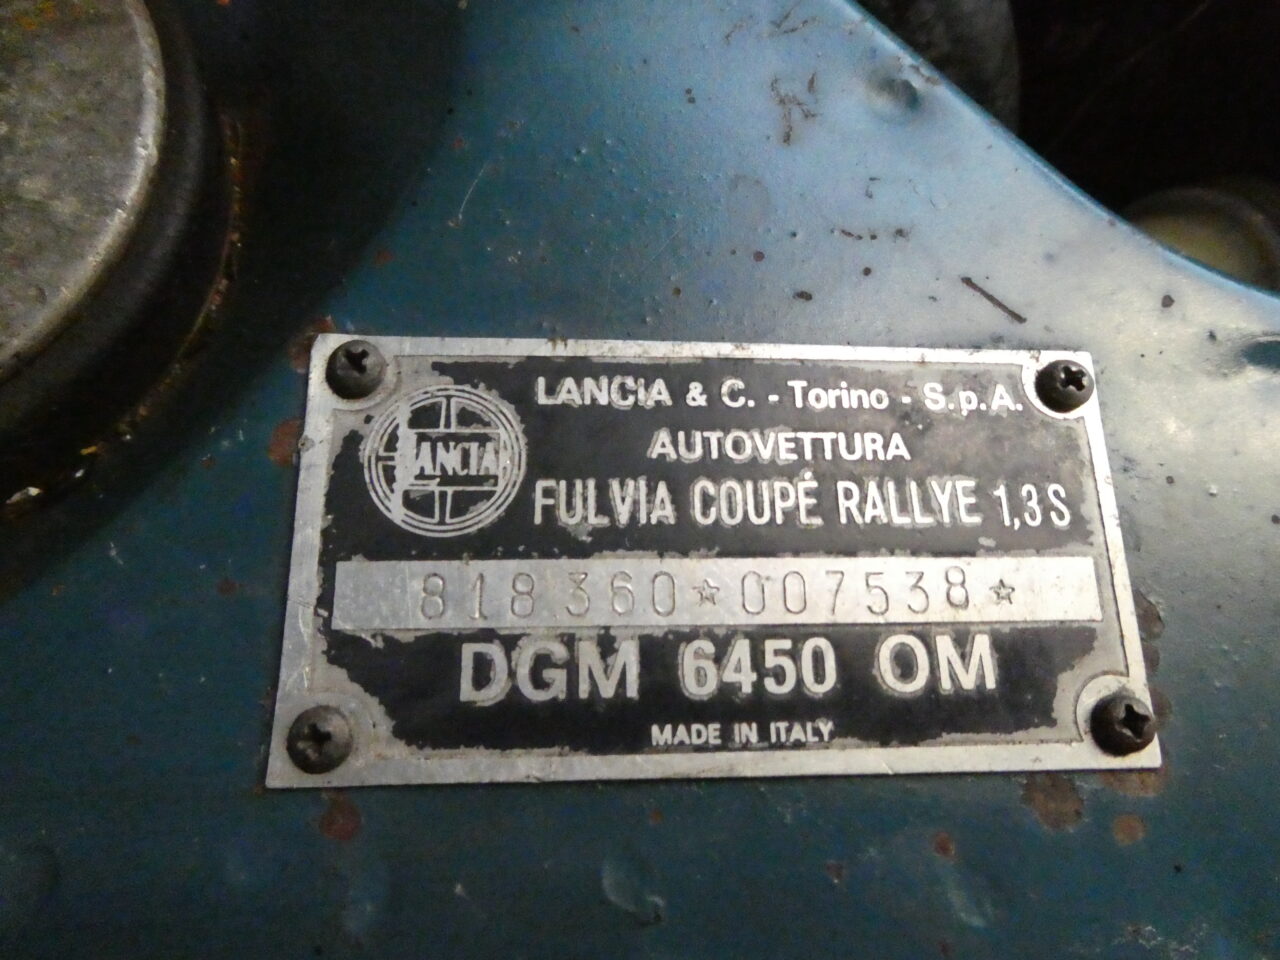 LANCIA & C. - Torino - S.p.A.
LANCIA
AUTOVETTURA
FULVIA COUPÉ RALLYE 1,3 S
818360☆007538☆
DGM 6450 OM
MADE IN ITALY